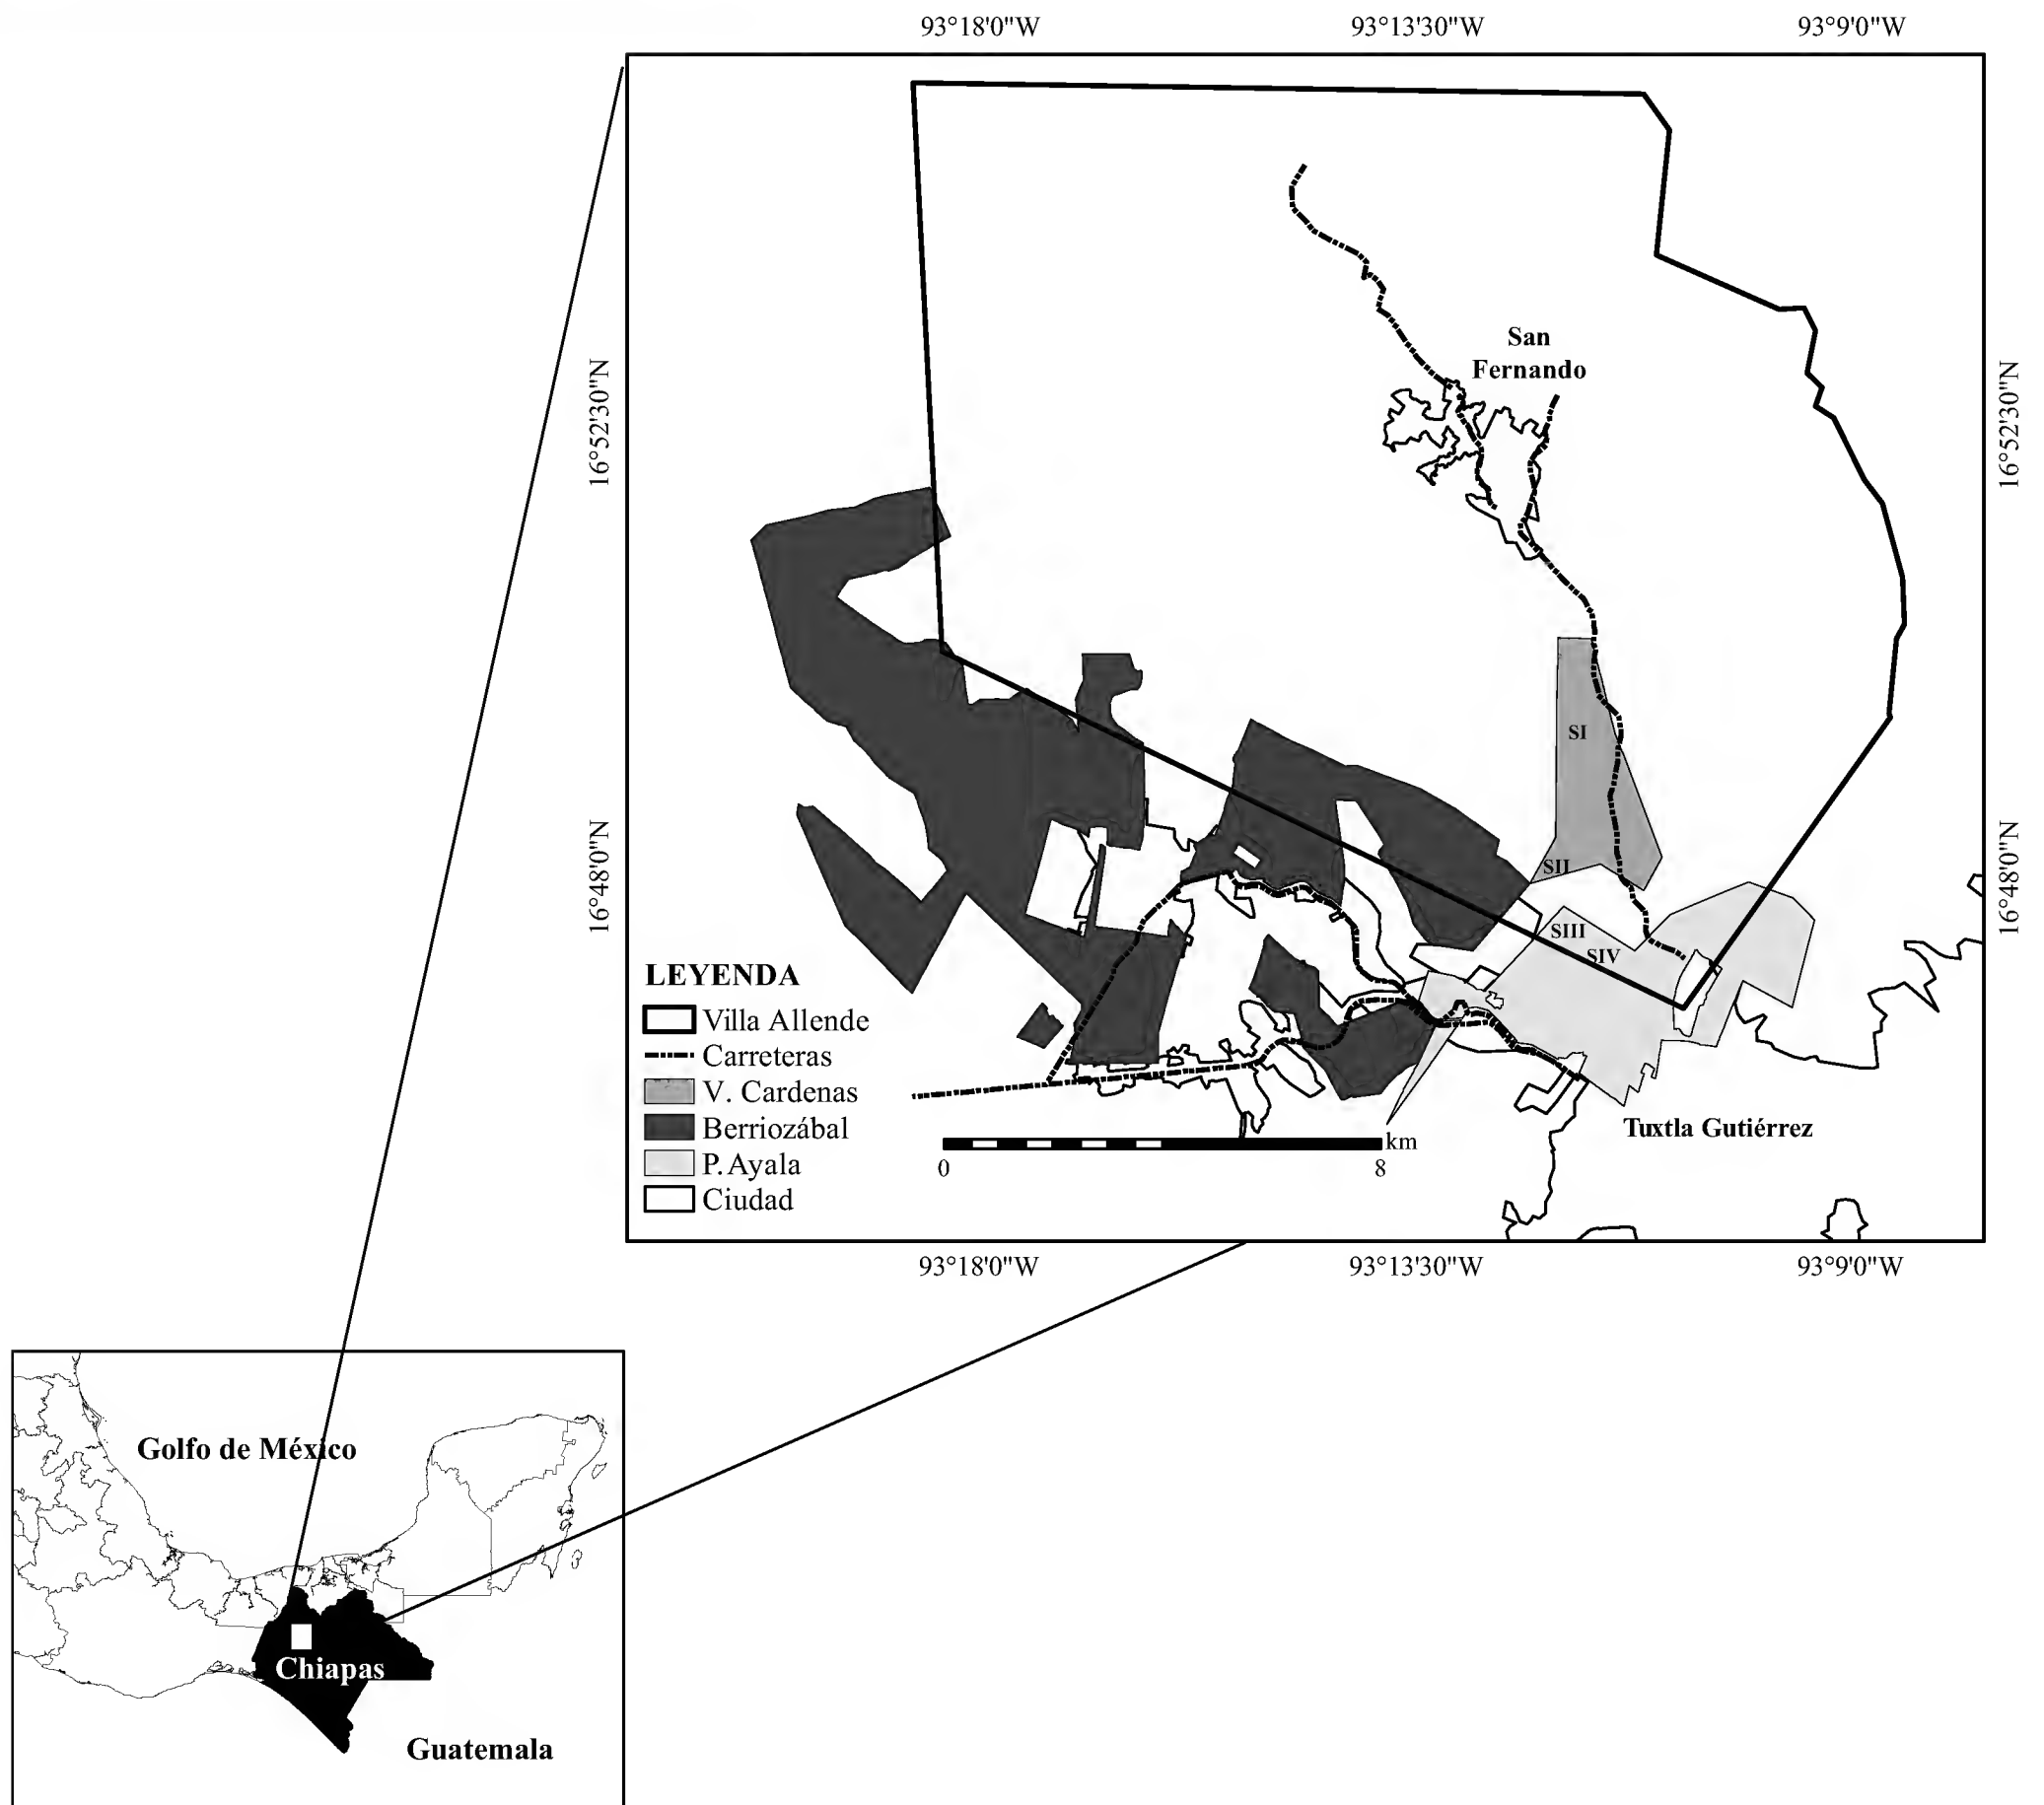 93°18'0"W
93°13'30"W
93°9'0"W
16°52'30"N
16°52'30"N
San
Fernando
SI
SII
16°48'0"N
16°48'0"N
SIII
SIV
LEYENDA
Villa Allende
Carreteras
V. Cardenas
Berriozábal
P. Ayala
Ciudad
Tuxtla Gutiérrez
km
0
8
93°18'0"W
93°13'30"W
93°9'0"W
Golfo de México
Chiapas
Guatemala